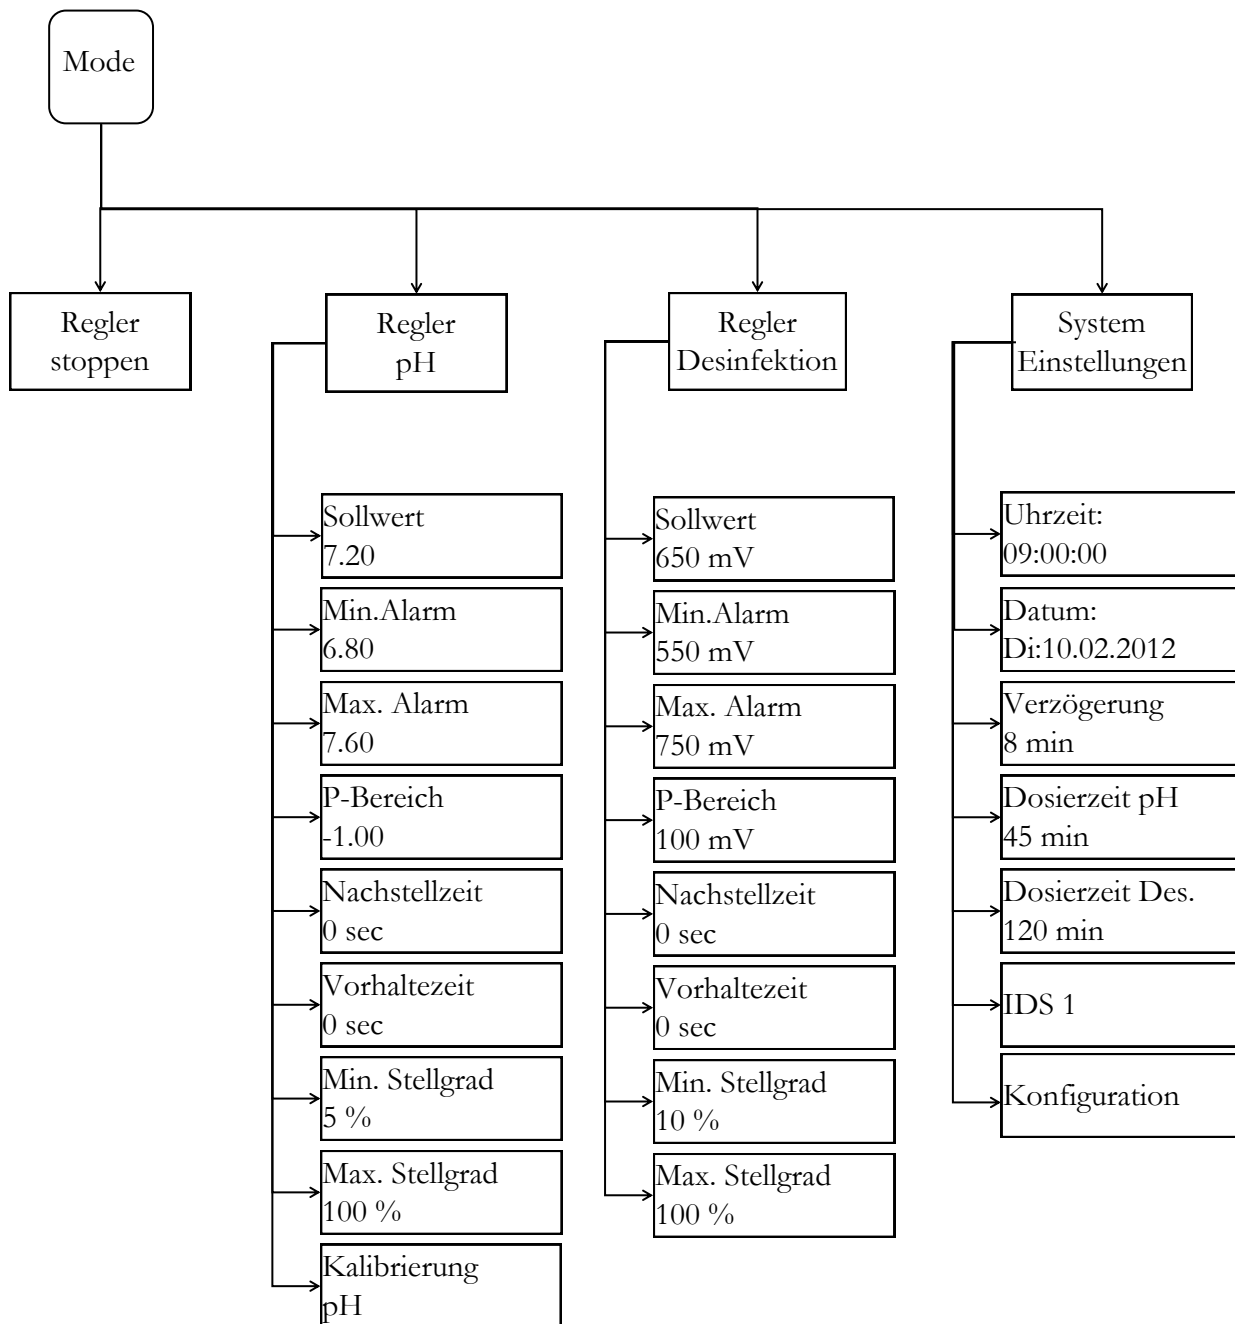 Mode
Regler
stoppen
Regler
pH
Regler
Desinfektion
System
Einstellungen
Sollwert
7.20
Min.Alarm
6.80
Max. Alarm
7.60
P-Bereich
-1.00
Nachstellzeit
0 sec
Vorhaltezeit
0 sec
Min. Stellgrad
5 %
Max. Stellgrad
100 %
Kalibrierung
pH
Sollwert
650 mV
Min.Alarm
550 mV
Max. Alarm
750 mV
P-Bereich
100 mV
Nachstellzeit
0 sec
Vorhaltezeit
0 sec
Min. Stellgrad
10 %
Max. Stellgrad
100 %
Uhrzeit:
09:00:00
Datum:
Di:10.02.2012
Verzögerung
8 min
Dosierzeit pH
45 min
Dosierzeit Des.
120 min
IDS 1
Konfiguration